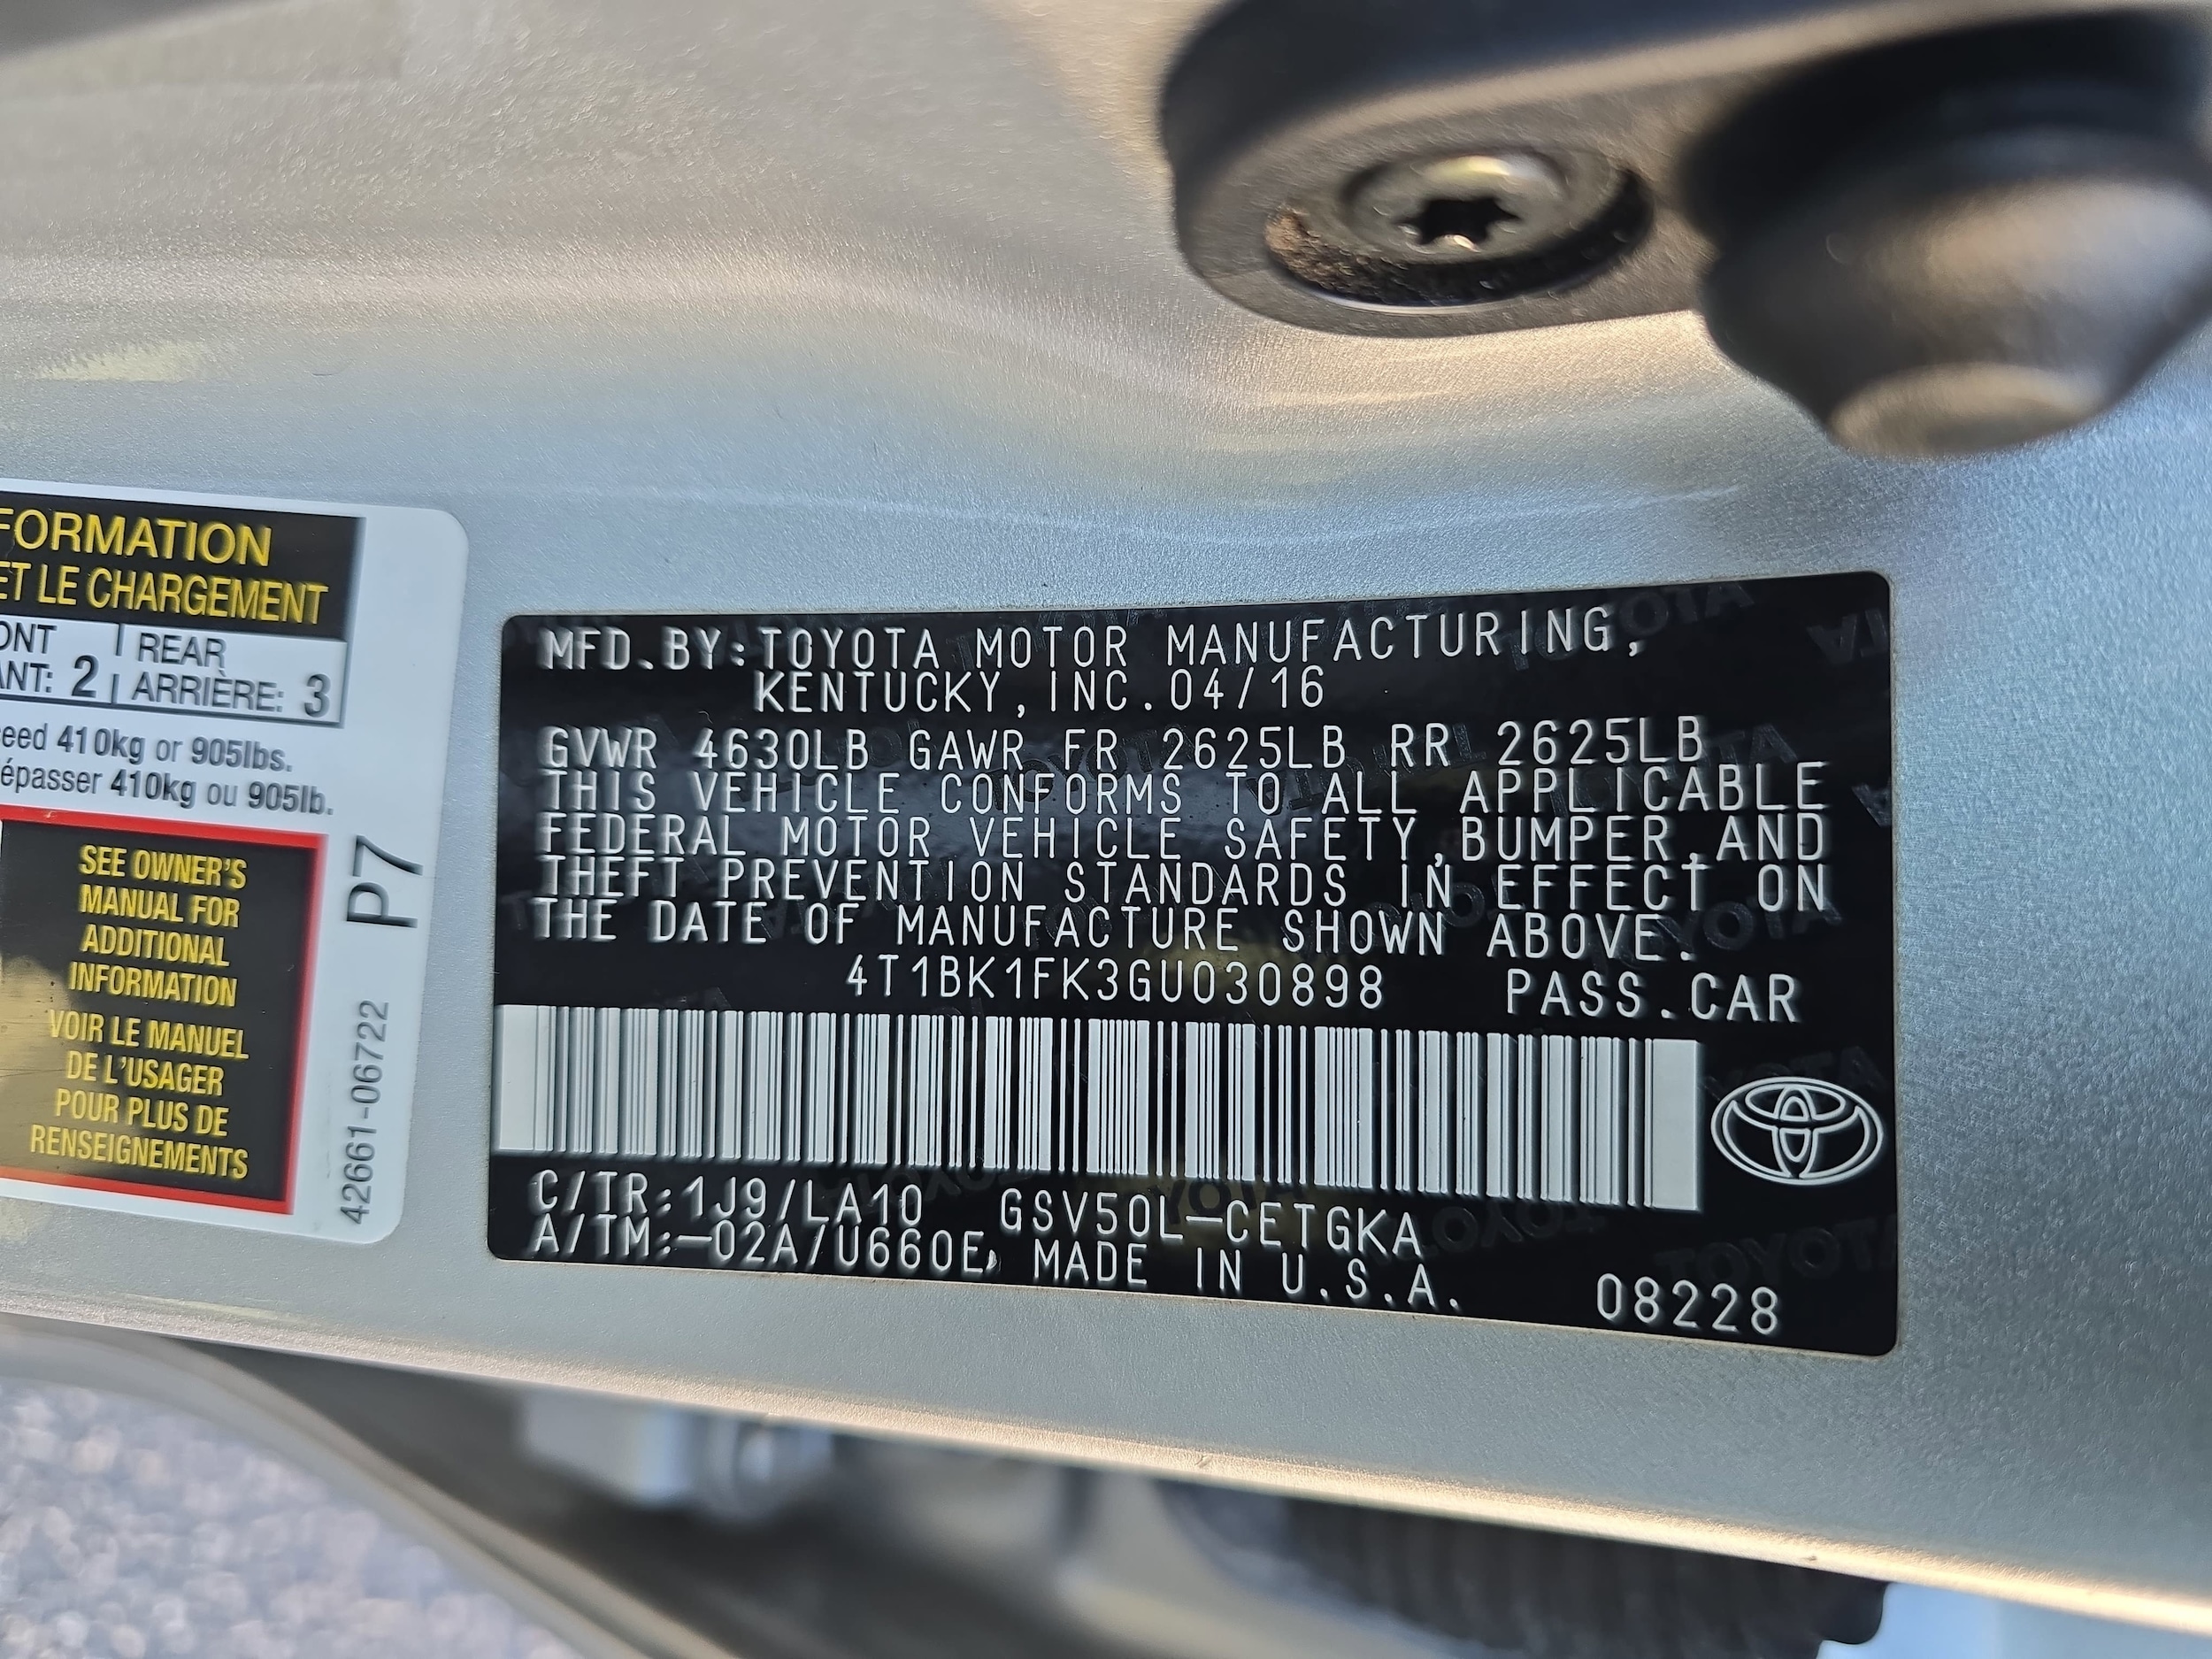 FORMATION
ET LE CHARGEMENT
ONT | REAR
ANT: 2 | ARRIÈRE: 3
eed 410kg or 905lbs.
épasser 410kg ou 905lb.
SEE OWNER'S
MANUAL FOR
ADDITIONAL
INFORMATION
VOIR LE MANUEL
DE L'USAGER
POUR PLUS DE
RENSEIGNEMENTS
P7
42661-06722
MFD.BY:TOYOTA MOTOR MANUFACTURING,
KENTUCKY,INC.04/16
GVWR 4630LB GAWR FR 2625LB RR 2625LB
THIS VEHICLE CONFORMS TO ALL APPLICABLE
FEDERAL MOTOR VEHICLE SAFETY,BUMPER,AND
THEFT PREVENTION STANDARDS IN EFFECT ON
THE DATE OF MANUFACTURE SHOWN ABOVE.
4T1BK1FK3GU030898 PASS.CAR
C/TR:1J9/LA10 GSV50L-CETGKA
A/TM:-02A/U660E, MADE IN U.S.A.
08228